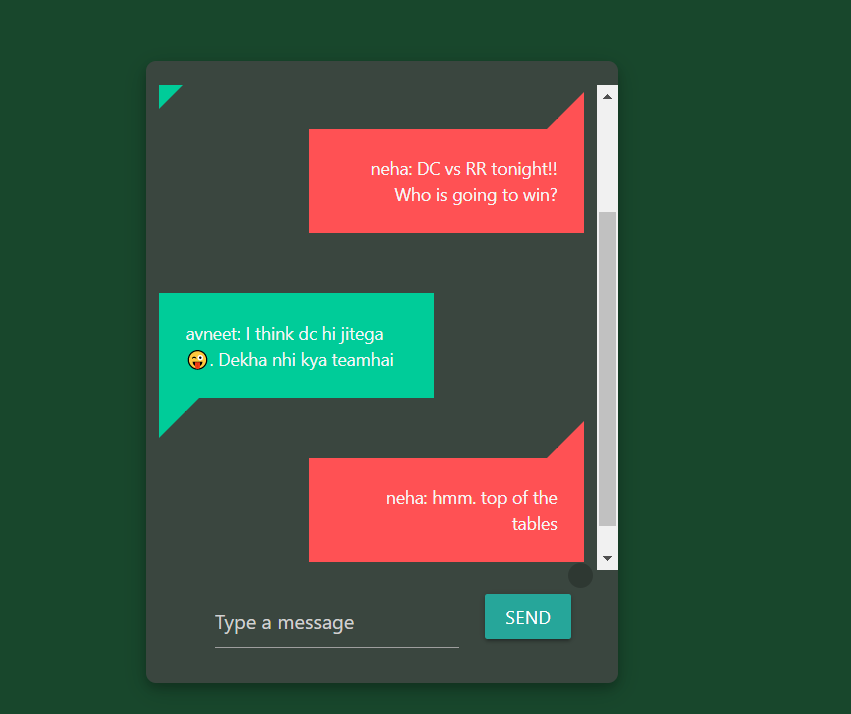 neha: DC vs RR tonight!!
Who is going to win?
avneet: I think dc hi jitega
😜. Dekha nhi kya teamhai
neha: hmm. top of the
tables
Type a message
SEND